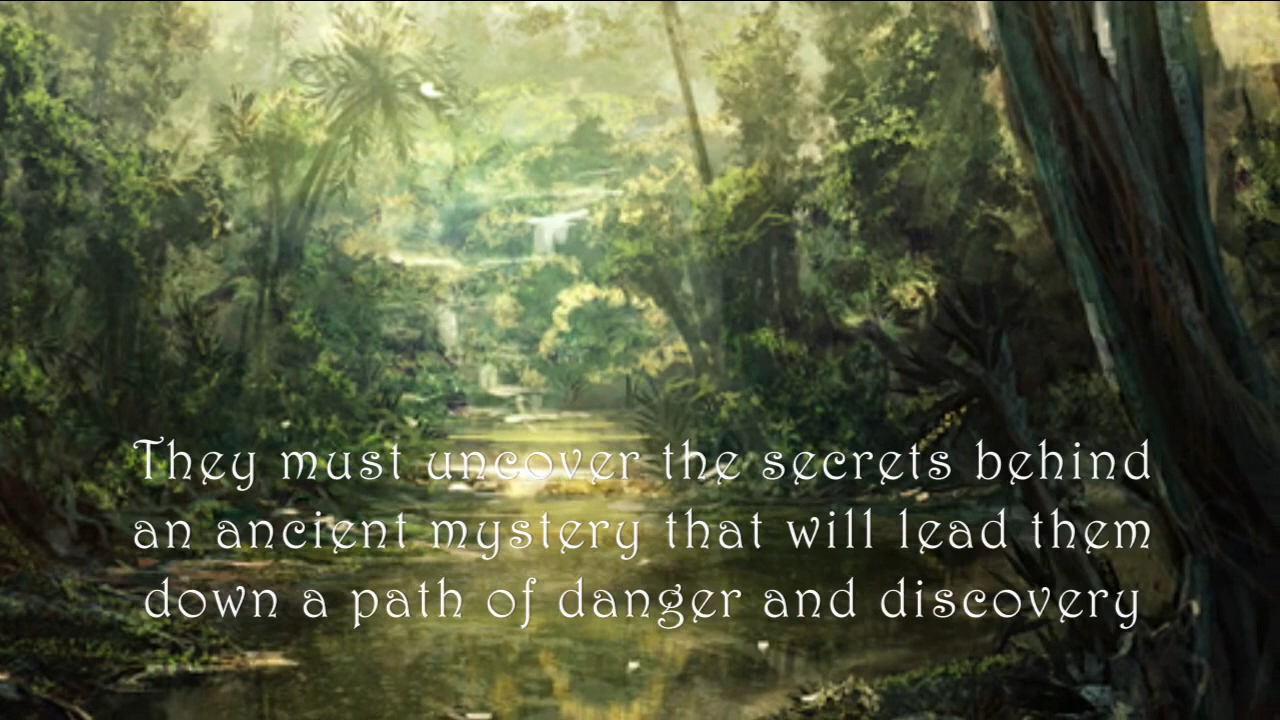 They must uncover the secrets behind
an ancient mystery that will lead them
down a path of danger and discovery